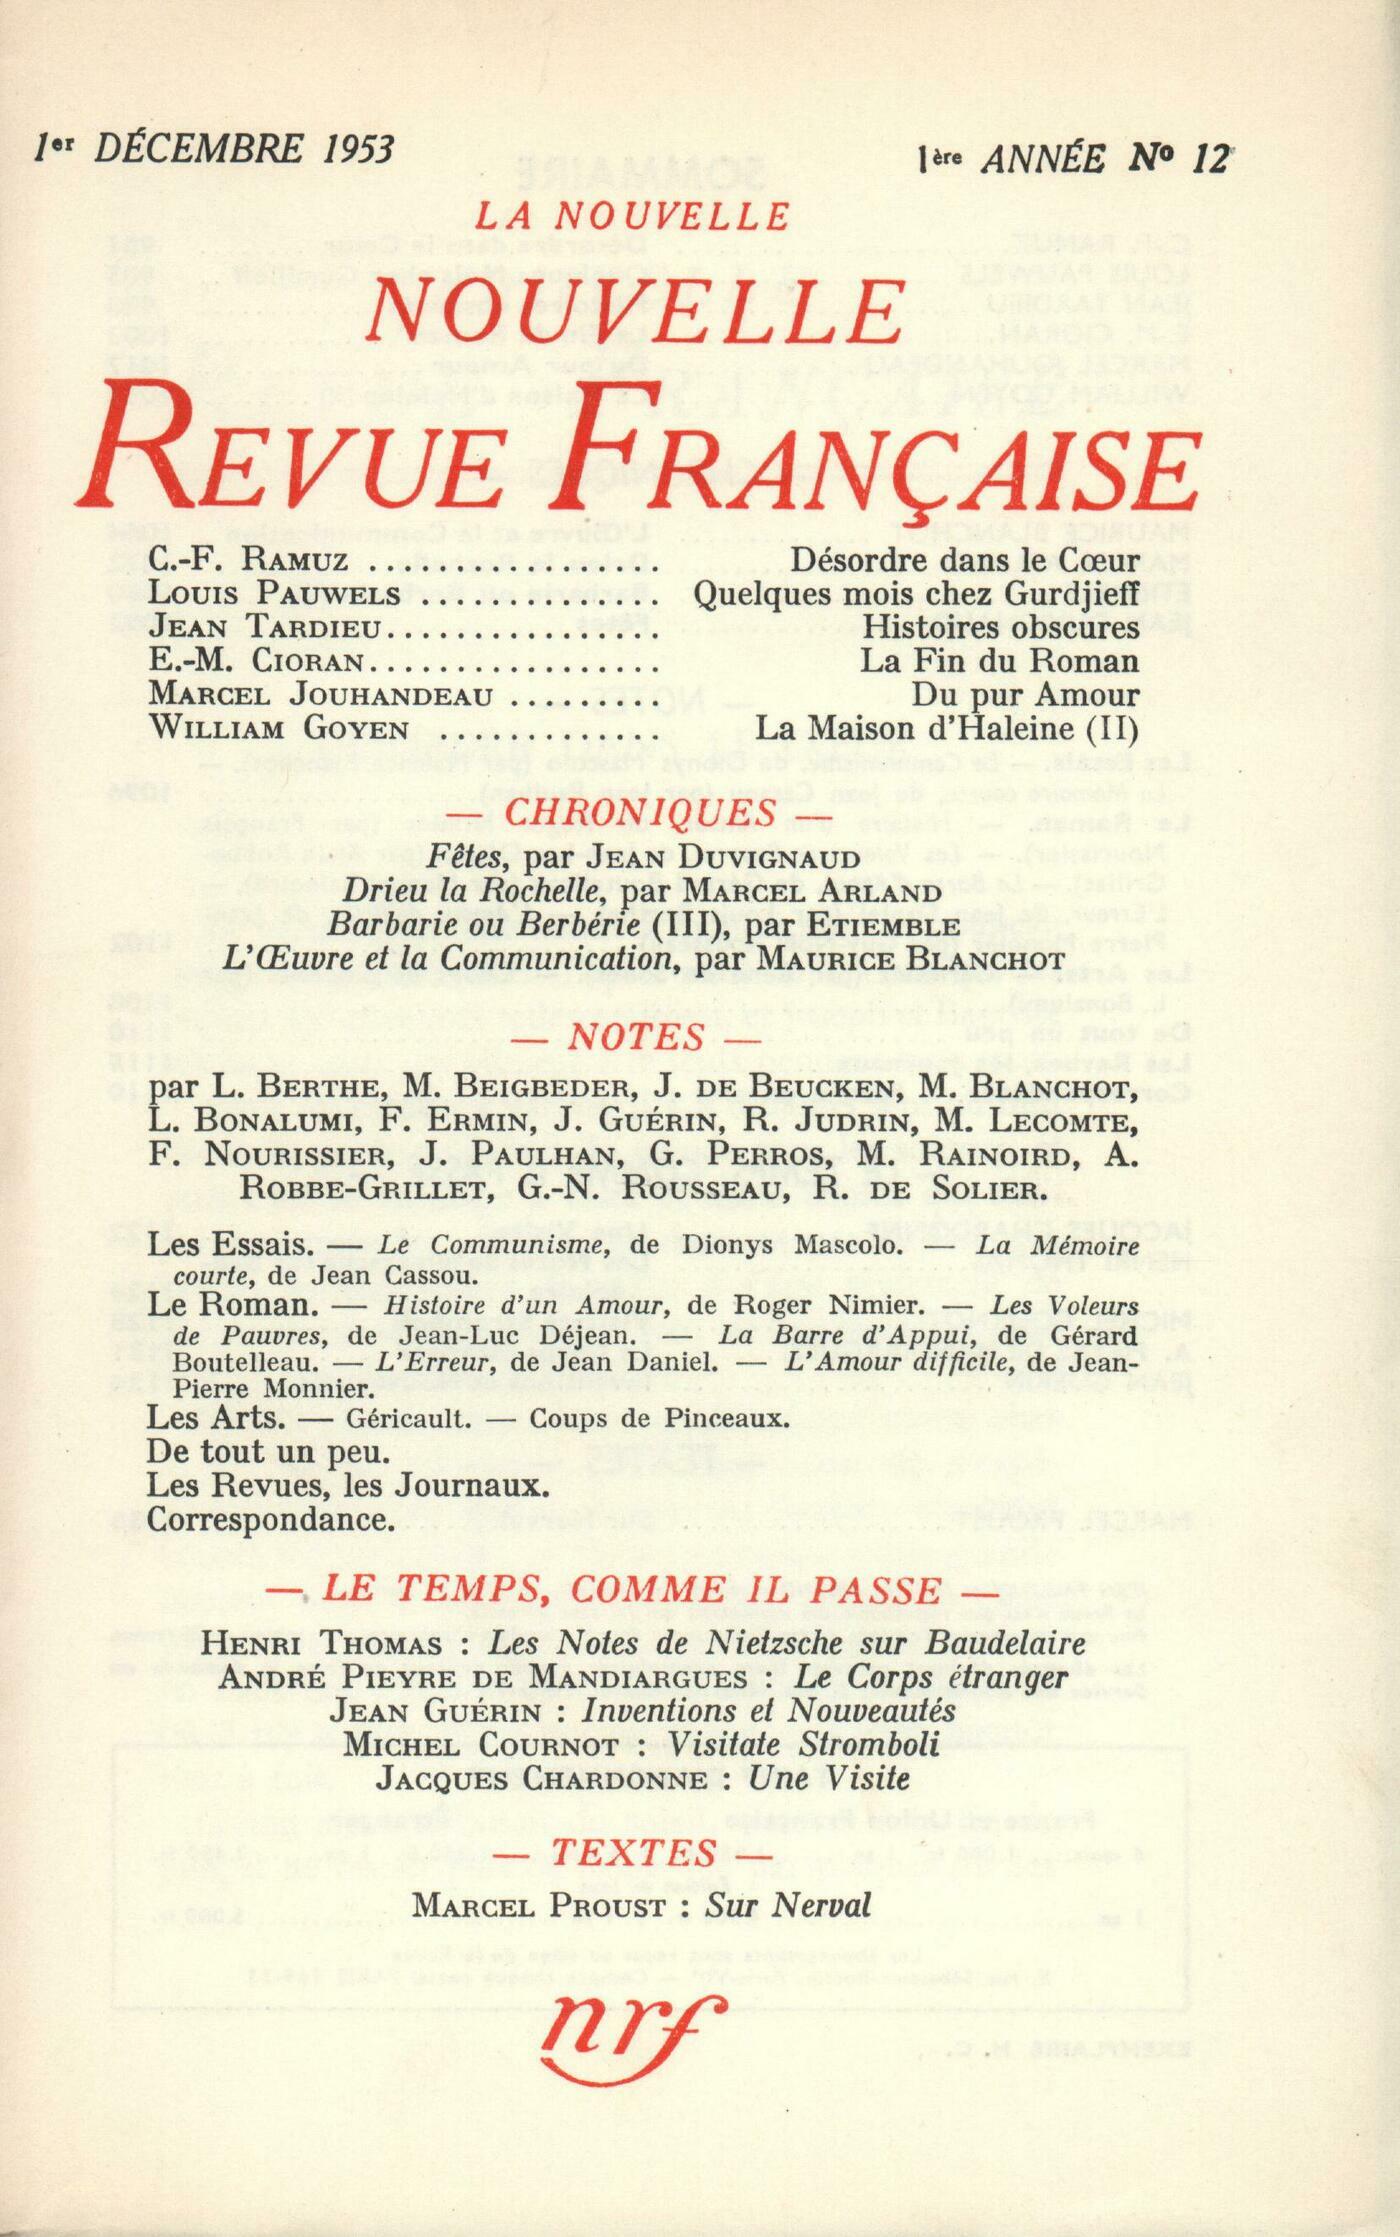 1er DÉCEMBRE 1953
1ère ANNÉE No 12
LA NOUVELLE
NOUVELLE
REVUE FRANÇAISE
C.-F. RAMUZ .................. Désordre dans le Cœur
LOUIS PAUWELS ............... Quelques mois chez Gurdjieff
JEAN TARDIEU................. Histoires obscures
E.-M. CIORAN.................. La Fin du Roman
MARCEL JOUHANDEAU ......... Du pur Amour
WILLIAM GOYEN ............. La Maison d'Haleine (II)
— CHRONIQUES —
Fêtes, par JEAN DUVIGNAUD
Drieu la Rochelle, par MARCEL ARLAND
Barbarie ou Berbérie (III), par ETIEMBLE
L'Œuvre et la Communication, par MAURICE BLANCHOT
— NOTES —
par L. BERTHE, M. BEIGBEDER, J. DE BEUCKEN, M. BLANCHOT,
L. BONALUMI, F. ERMIN, J. GUÉRIN, R. JUDRIN, M. LECOMTE,
F. NOURISSIER, J. PAULHAN, G. PERROS, M. RAINOIRD, A.
ROBBE-GRILLET, G.-N. ROUSSEAU, R. DE SOLIER.
Les Essais. — Le Communisme, de Dionys Mascolo. — La Mémoire
courte, de Jean Cassou.
Le Roman. — Histoire d'un Amour, de Roger Nimier. — Les Voleurs
de Pauvres, de Jean-Luc Déjean. — La Barre d'Appui, de Gérard
Boutelleau. — L'Erreur, de Jean Daniel. — L'Amour difficile, de Jean-
Pierre Monnier.
Les Arts. — Géricault. — Coups de Pinceaux.
De tout un peu.
Les Revues, les Journaux.
Correspondance.
— LE TEMPS, COMME IL PASSE —
HENRI THOMAS : Les Notes de Nietzsche sur Baudelaire
ANDRÉ PIEYRE DE MANDIARGUES : Le Corps étranger
JEAN GUÉRIN : Inventions et Nouveautés
MICHEL COURNOT : Visitate Stromboli
JACQUES CHARDONNE : Une Visite
— TEXTES —
MARCEL PROUST : Sur Nerval
nrf